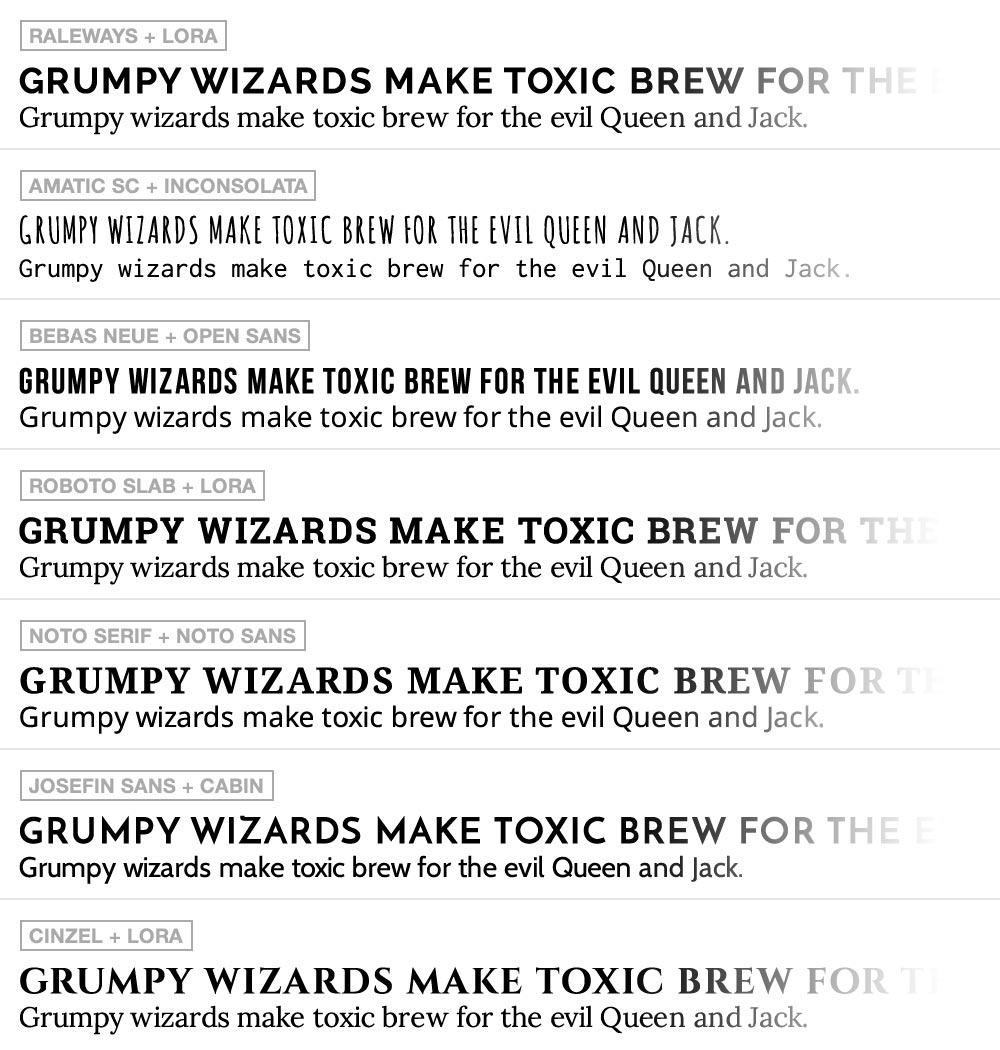 RALEWAYS + LORA
GRUMPY WIZARDS MAKE TOXIC BREW FOR THE
Grumpy wizards make toxic brew for the evil Queen and Jack.
AMATIC SC + INCONSOLATA
GRUMPY WIZARDS MAKE TOXIC BREW FOR THE EVIL QUEEN AND JACK.
Grumpy wizards make toxic brew for the evil Queen and Jack.
BEBAS NEUE + OPEN SANS
GRUMPY WIZARDS MAKE TOXIC BREW FOR THE EVIL QUEEN AND JACK.
Grumpy wizards make toxic brew for the evil Queen and Jack.
ROBOTO SLAB + LORA
GRUMPY WIZARDS MAKE TOXIC BREW FOR THE
Grumpy wizards make toxic brew for the evil Queen and Jack.
NOTO SERIF + NOTO SANS
GRUMPY WIZARDS MAKE TOXIC BREW FOR
Grumpy wizards make toxic brew for the evil Queen and Jack.
JOSEFIN SANS + CABIN
GRUMPY WIZARDS MAKE TOXIC BREW FOR THE
Grumpy wizards make toxic brew for the evil Queen and Jack.
CINZEL + LORA
GRUMPY WIZARDS MAKE TOXIC BREW FOR
Grumpy wizards make toxic brew for the evil Queen and Jack.